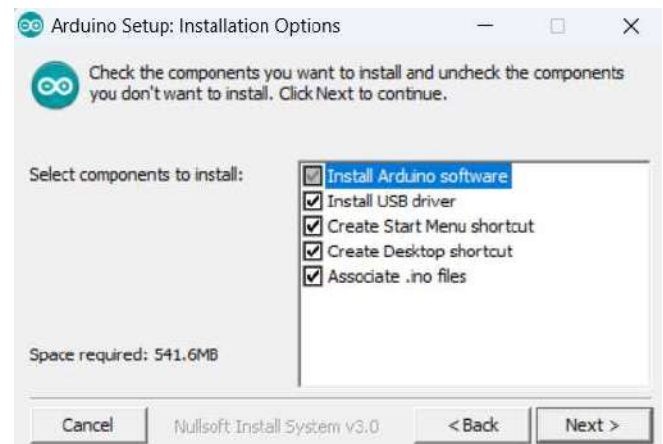 Arduino Setup: Installation Options
Check the components you want to install and uncheck the components
you don't want to install. Click Next to continue.
Select components to install:
Install Arduino software
Install USB driver
Create Start Menu shortcut
Create Desktop shortcut
Associate .ino files
Space required: 541.6MB
Cancel
Nullsoft Install System v3.0
< Back
Next >